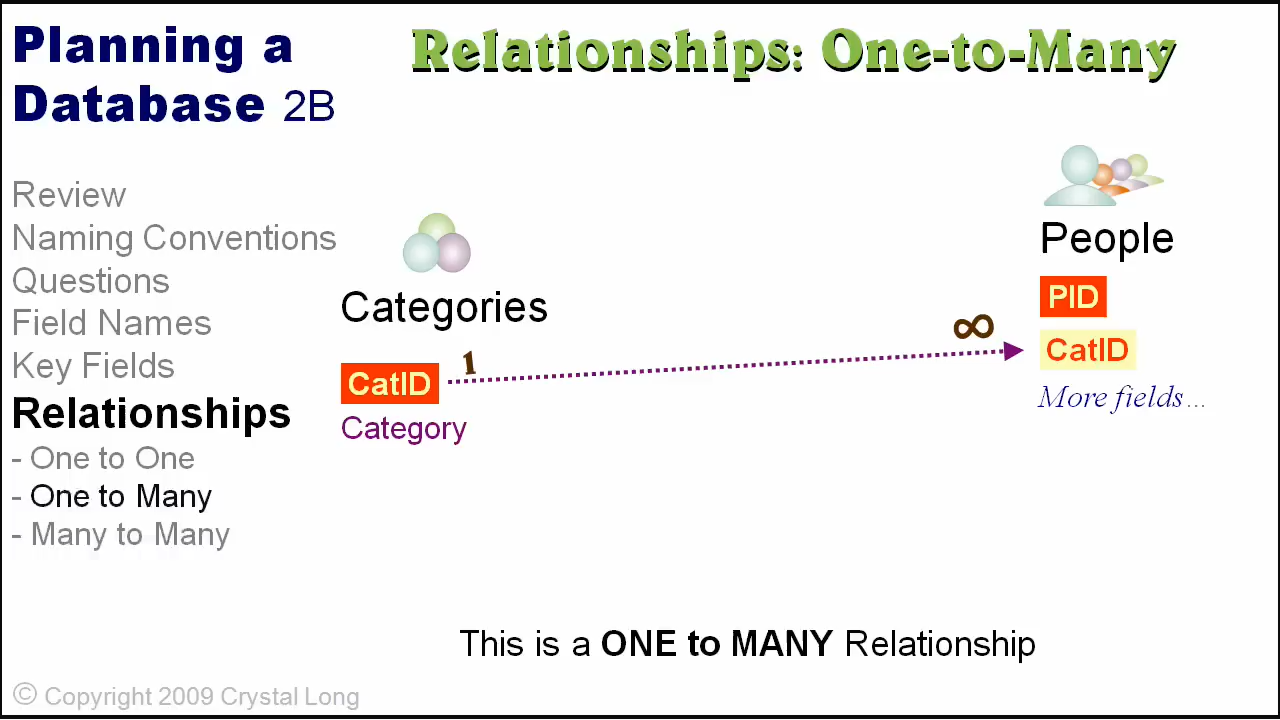 Planning a
Database 2B
Relationships: One-to-Many
Review
Naming Conventions
Questions
Field Names
Key Fields
Relationships
- One to One
- One to Many
- Many to Many
Categories
CatID
Category
1
∞
People
PID
CatID
More fields...
This is a ONE to MANY Relationship
© Copyright 2009 Crystal Long